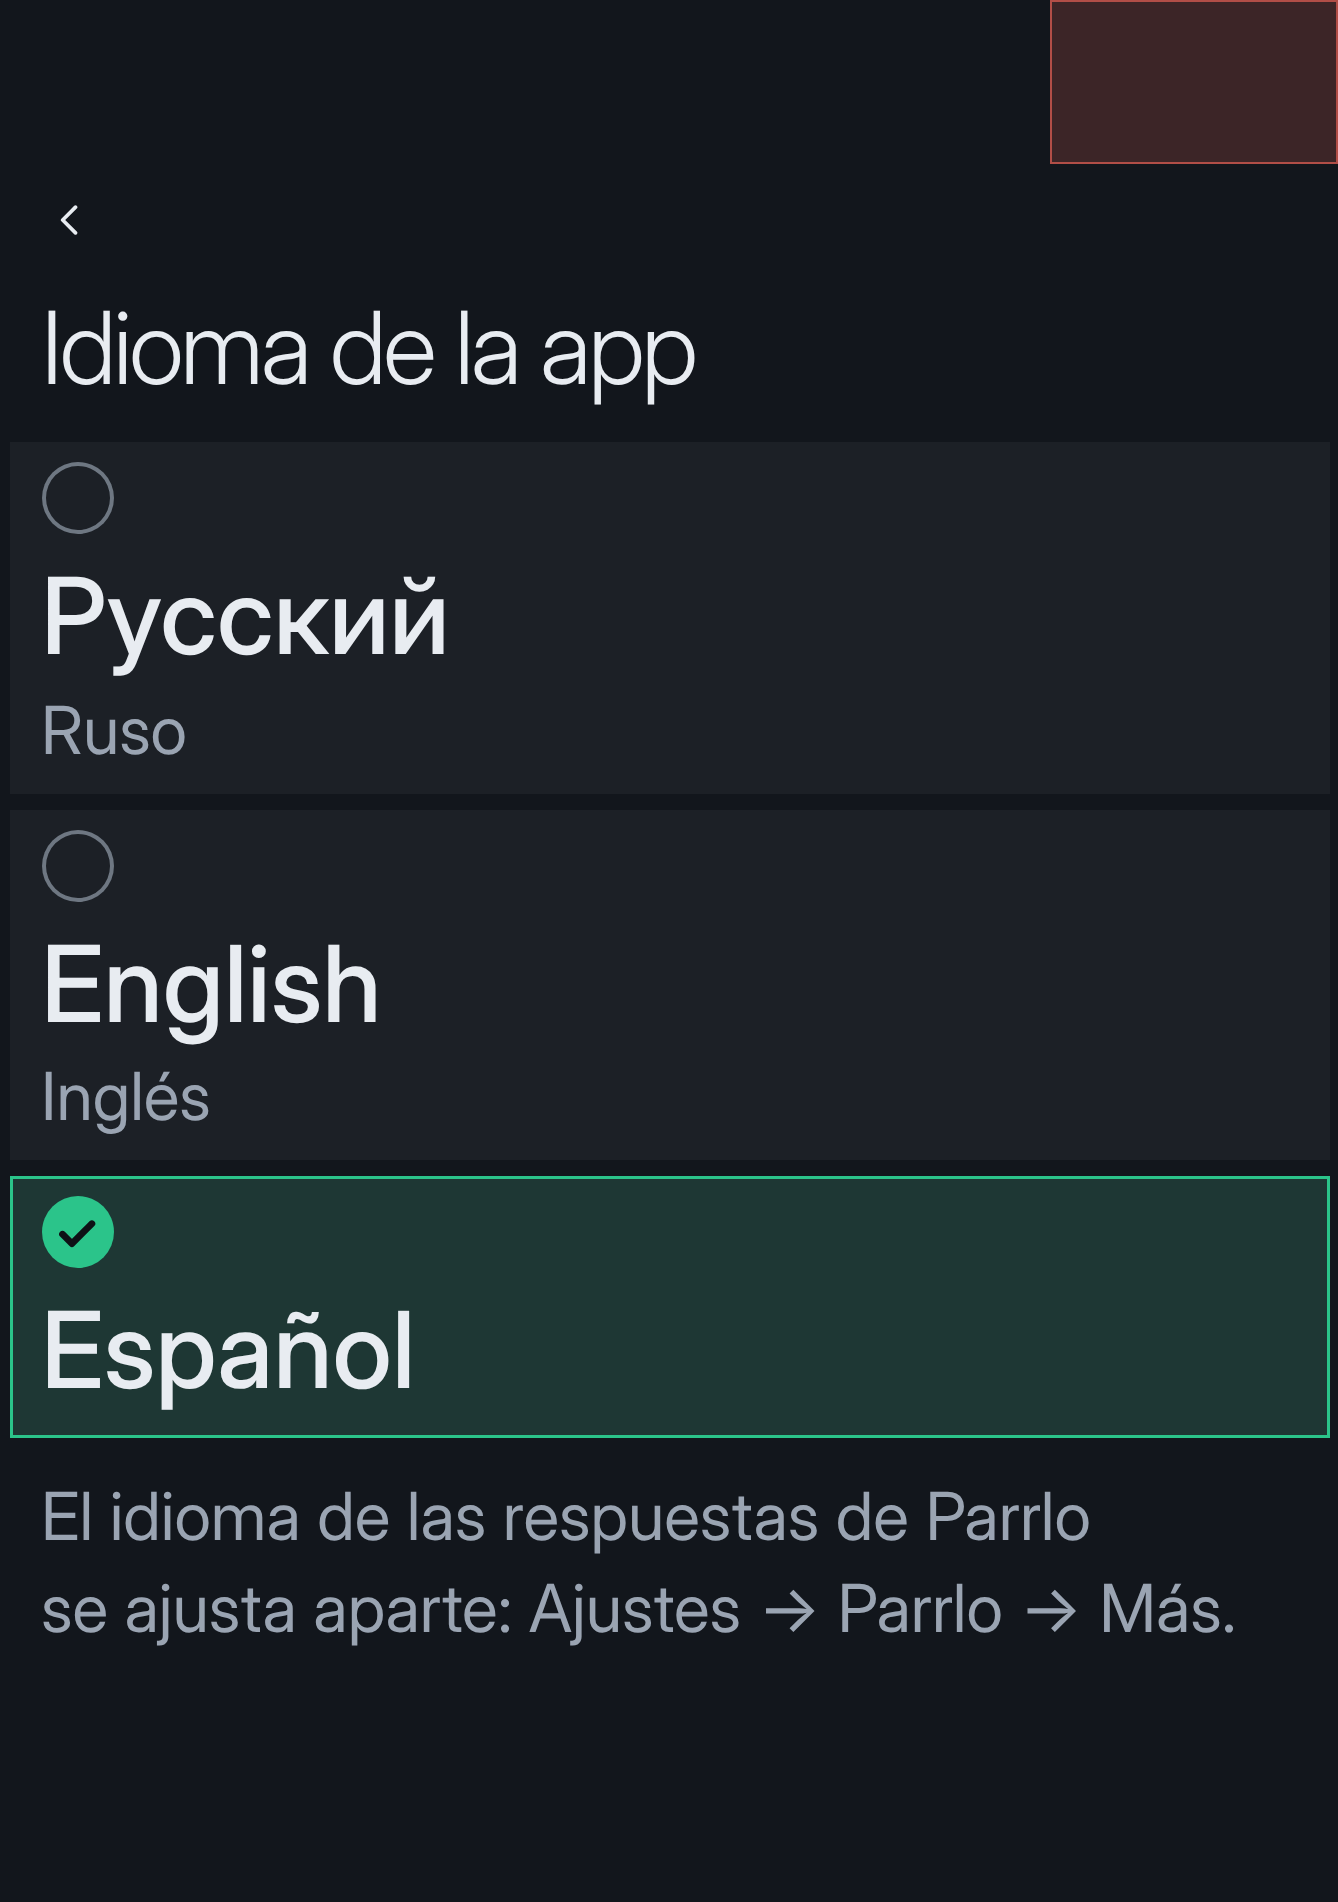 Idioma de la app
Русский
Ruso
English
Inglés
Español
El idioma de las respuestas de Parrlo
se ajusta aparte: Ajustes → Parrlo → Más.